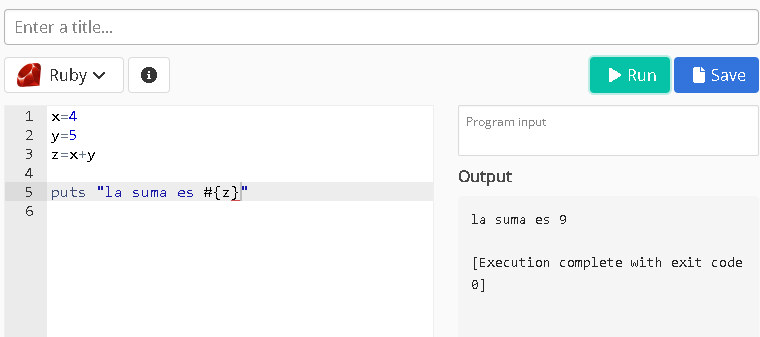 Enter a title...
Ruby
Run
Save
1 x=4
2 y=5
3 z=x+y
4
5 puts "la suma es #{z}"
6
Program input
Output
la suma es 9
[Execution complete with exit code
0]